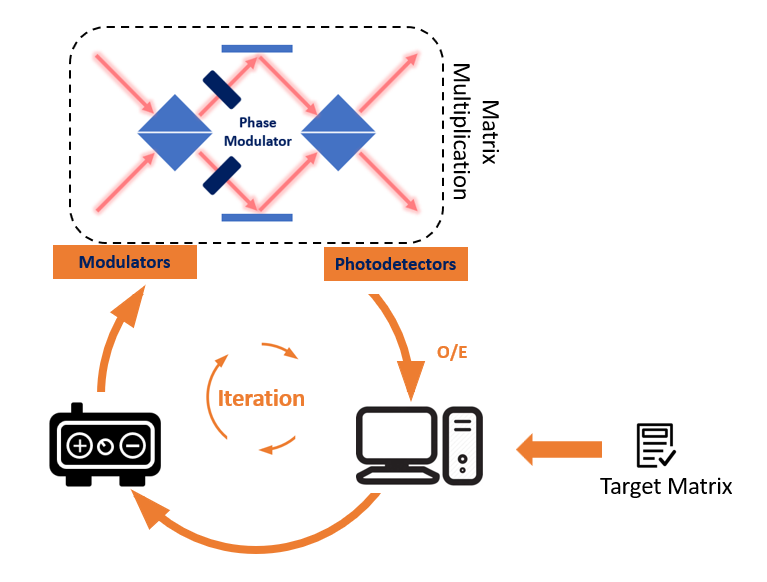 Phase
Modulator
Matrix
Multiplication
Modulators
Photodetectors
O/E
Iteration
Target Matrix